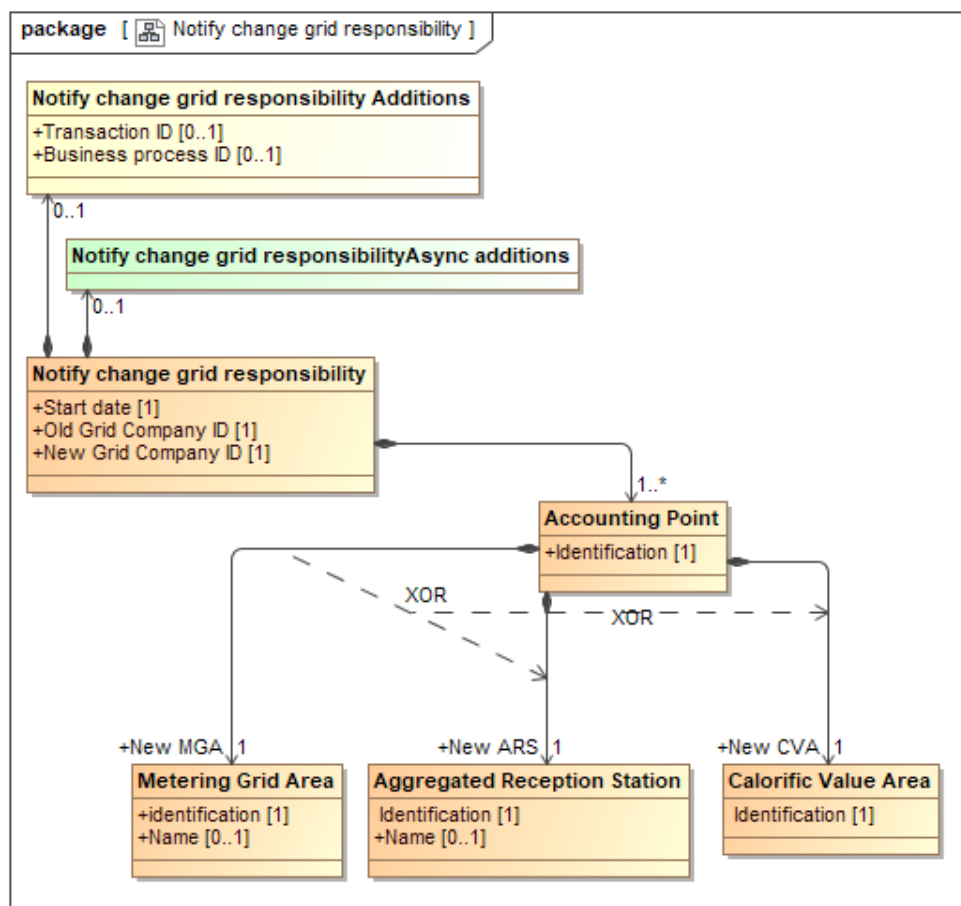 package [ Notify change grid responsibility ]
Notify change grid responsibility Additions
+Transaction ID [0..1]
+Business process ID [0..1]
0..1
Notify change grid responsibilityAsync additions
0..1
Notify change grid responsibility
+Start date [1]
+Old Grid Company ID [1]
+New Grid Company ID [1]
1..*
Accounting Point
+Identification [1]
XOR
XOR
+New MGA 1
+New ARS 1
+New CVA 1
Metering Grid Area
+identification [1]
+Name [0..1]
Aggregated Reception Station
Identification [1]
+Name [0..1]
Calorific Value Area
Identification [1]